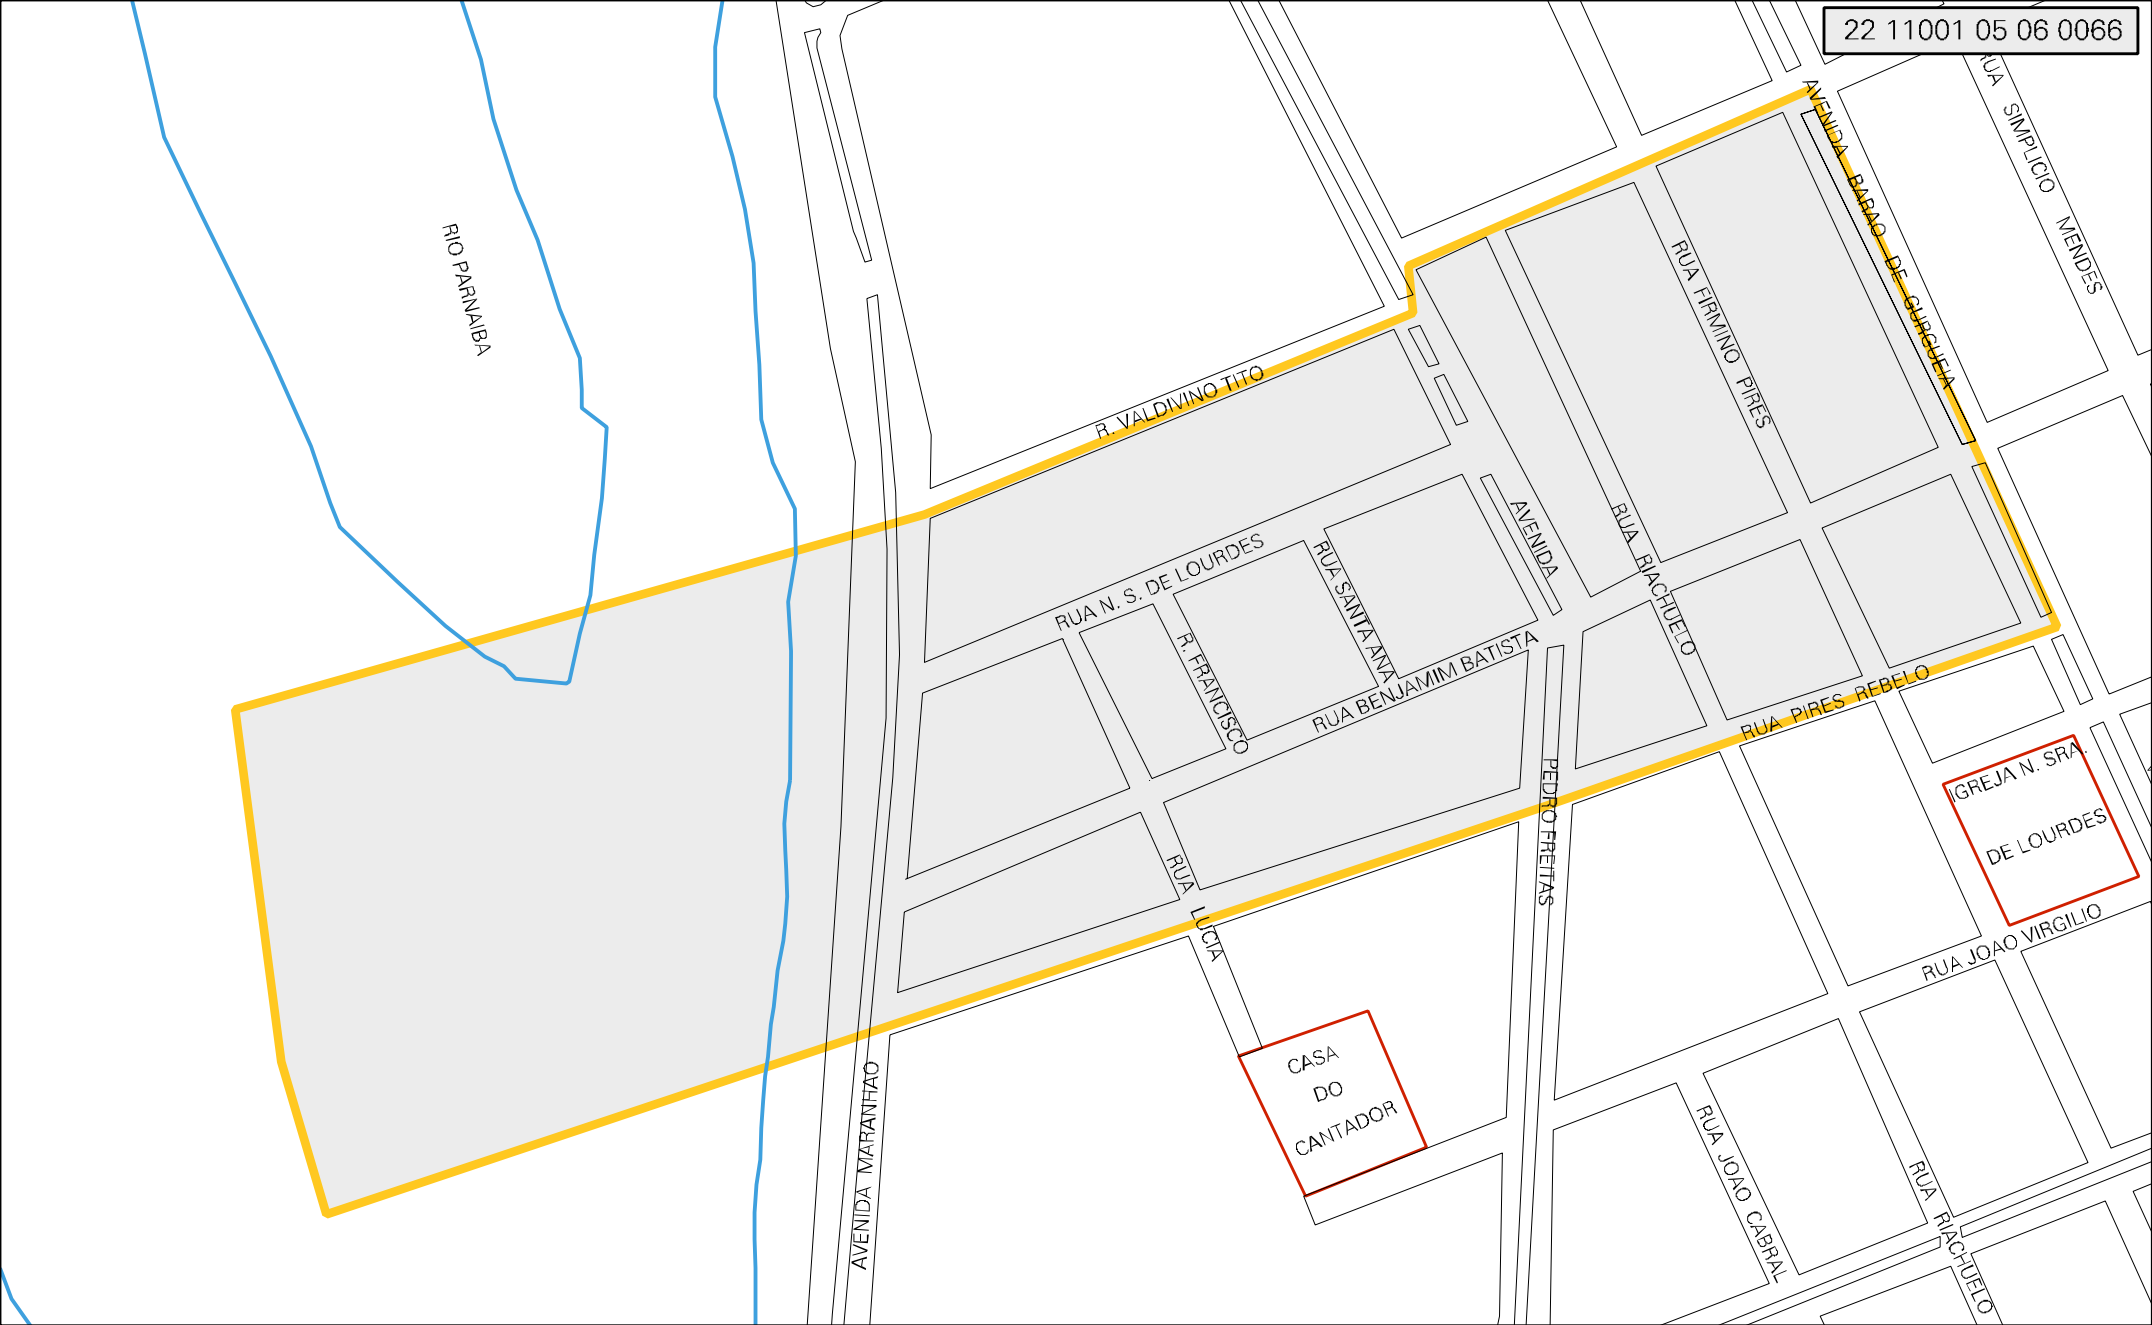 22 11001 05 06 0066
RUA SIMPLICIO MENDES
AVENIDA BARAO DE GURGUEIA
RIO PARNAIBA
RUA FIRMINO PIRES
R. VALDIVINO TITO
AVENIDA
RUA RIACHUELO
RUA N. S. DE LOURDES
RUA SANTA ANA
R. FRANCISCO
RUA BENJAMIM BATISTA
RUA PIRES REBELO
PEDRO FREITAS
IGREJA N. SRA.
DE LOURDES
RUA LUCIA
RUA JOAO VIRGILIO
CASA
DO
CANTADOR
AVENIDA MARANHAO
RUA JOAO CABRAL
RUA RIACHUELO